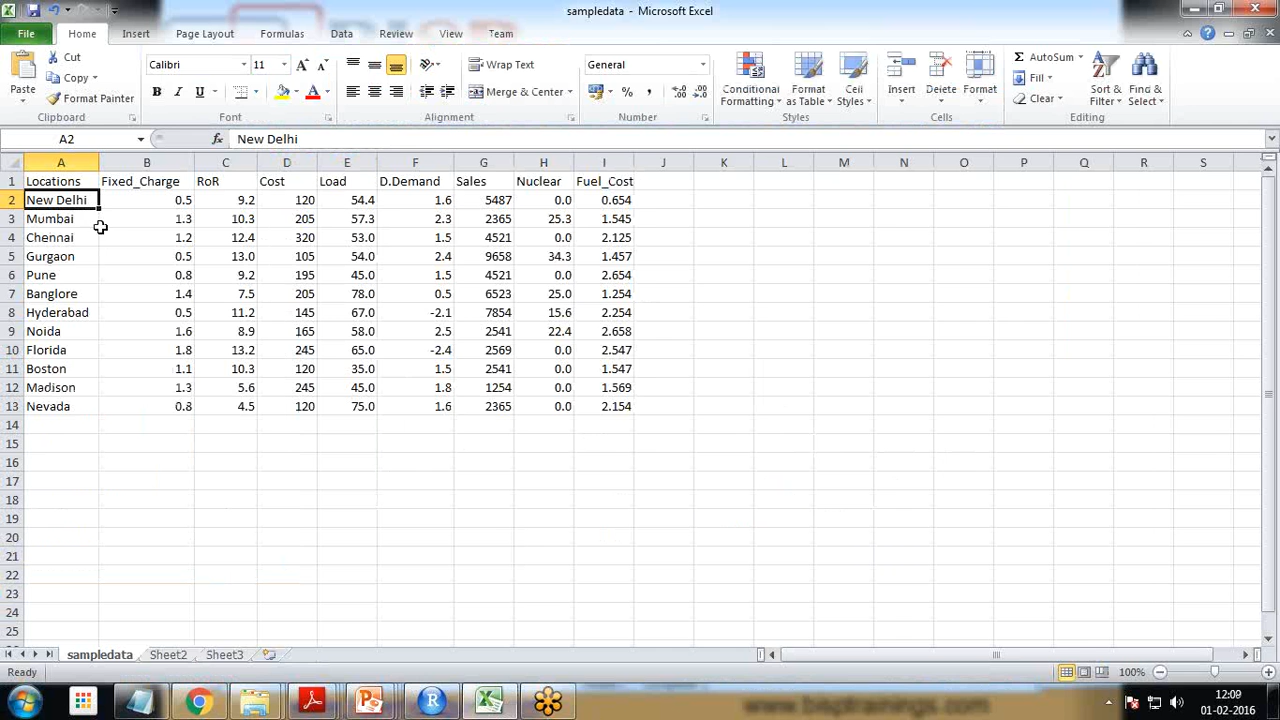 sampledata - Microsoft Excel
File Home Insert Page Layout Formulas Data Review View Team
Paste Cut Copy Format Painter Clipboard
Calibri 11 A A B I U A Font
Wrap Text Merge & Center Alignment
General % , Number
Conditional Formatting Format as Table Cell Styles Styles
Insert Delete Format Cells
Σ AutoSum Fill Clear Sort & Filter Find & Select Editing
A2 fx New Delhi
A B C D E F G H I J K L M N O P Q R S
1 Locations Fixed_Charge RoR Cost Load D.Demand Sales Nuclear Fuel_Cost
2 New Delhi 0.5 9.2 120 54.4 1.6 5487 0.0 0.654
3 Mumbai 1.3 10.3 205 57.3 2.3 2365 25.3 1.545
4 Chennai 1.2 12.4 320 53.0 1.5 4521 0.0 2.125
5 Gurgaon 0.5 13.0 105 54.0 2.4 9658 34.3 1.457
6 Pune 0.8 9.2 195 45.0 1.5 4521 0.0 2.654
7 Banglore 1.4 7.5 205 78.0 0.5 6523 25.0 1.254
8 Hyderabad 0.5 11.2 145 67.0 -2.1 7854 15.6 2.254
9 Noida 1.6 8.9 165 58.0 2.5 2541 22.4 2.658
10 Florida 1.8 13.2 245 65.0 -2.4 2569 0.0 2.547
11 Boston 1.1 10.3 120 35.0 1.5 2541 0.0 1.547
12 Madison 1.3 5.6 245 45.0 1.8 1254 0.0 1.569
13 Nevada 0.8 4.5 120 75.0 1.6 2365 0.0 2.154
14
15
16
17
18
19
20
21
22
23
24
25
sampledata Sheet2 Sheet3
Ready 100%
12:09
01-02-2016